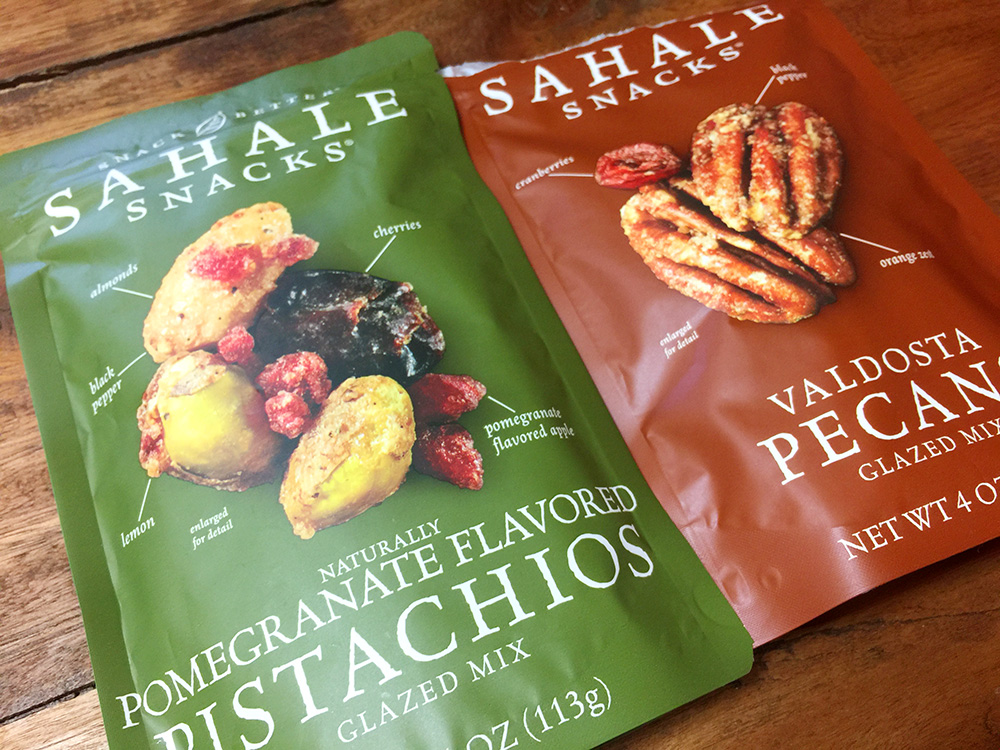 SNACK BETTER
SAHALE
SNACKS®
almonds
cherries
black
pepper
pomegranate
flavored apple
lemon
enlarged
for detail
NATURALLY
POMEGRANATE FLAVORED
PISTACHIOS
GLAZED MIX
OZ (113g)
SAHALE
SNACKS®
black
pepper
cranberries
orange zest
enlarged
for detail
VALDOSTA
PECAN
GLAZED MIX
NET WT 4 OZ